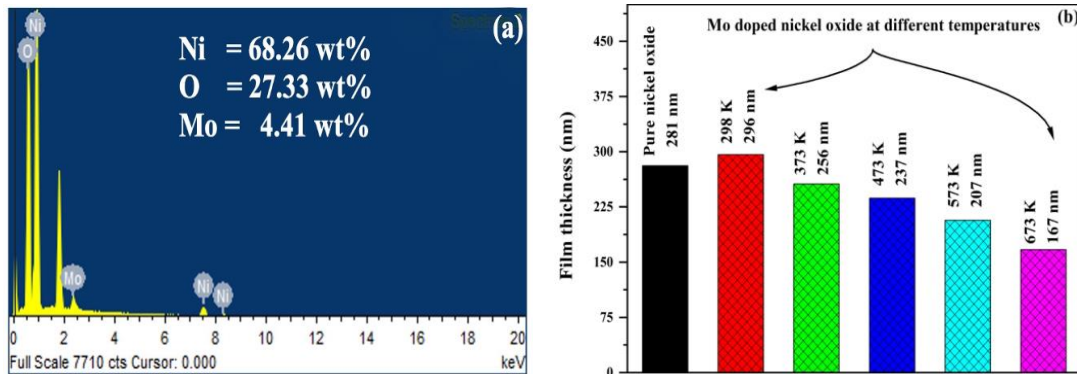 (a)
Ni = 68.26 wt%
O = 27.33 wt%
Mo = 4.41 wt%
O
Ni
Mo
Ni
Ni
0 2 4 6 8 10 12 14 16 18 20
Full Scale 7710 cts Cursor: 0.000 keV
(b)
Mo doped nickel oxide at different temperatures
Film thickness (nm)
450
375
300
225
150
75
0
Pure nickel oxide
281 nm
298 K
296 nm
373 K
256 nm
473 K
237 nm
573 K
207 nm
673 K
167 nm